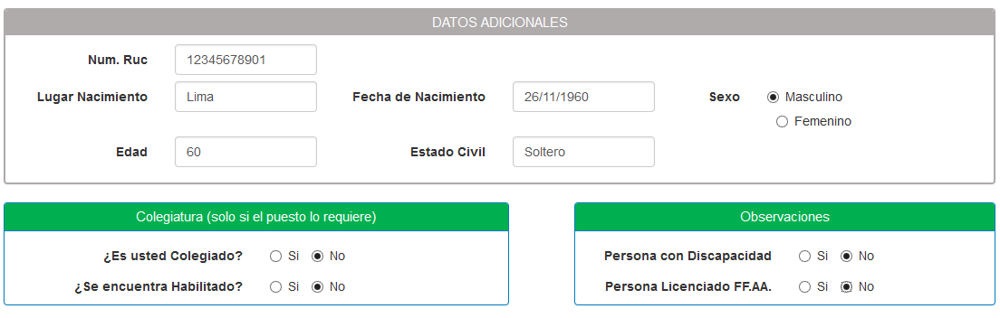 DATOS ADICIONALES
Num. Ruc 12345678901
Lugar Nacimiento Lima Fecha de Nacimiento 26/11/1960 Sexo Masculino
Femenino
Edad 60 Estado Civil Soltero
Colegiatura (solo si el puesto lo requiere)
¿Es usted Colegiado? Si No
¿Se encuentra Habilitado? Si No
Observaciones
Persona con Discapacidad Si No
Persona Licenciado FF.AA. Si No